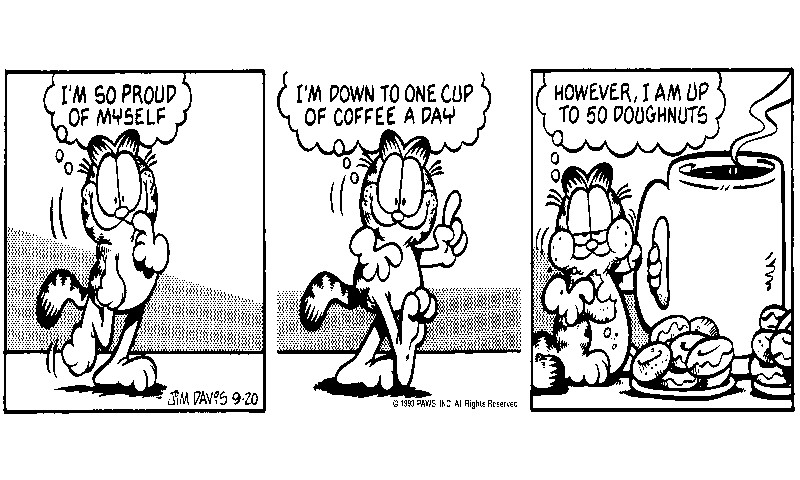 I'M SO PROUD
OF MYSELF
JIM DAVIS 9-20
I'M DOWN TO ONE CUP
OF COFFEE A DAY
© 1993 PAWS, INC. All Rights Reserved
HOWEVER, I AM UP
TO 50 DOUGHNUTS